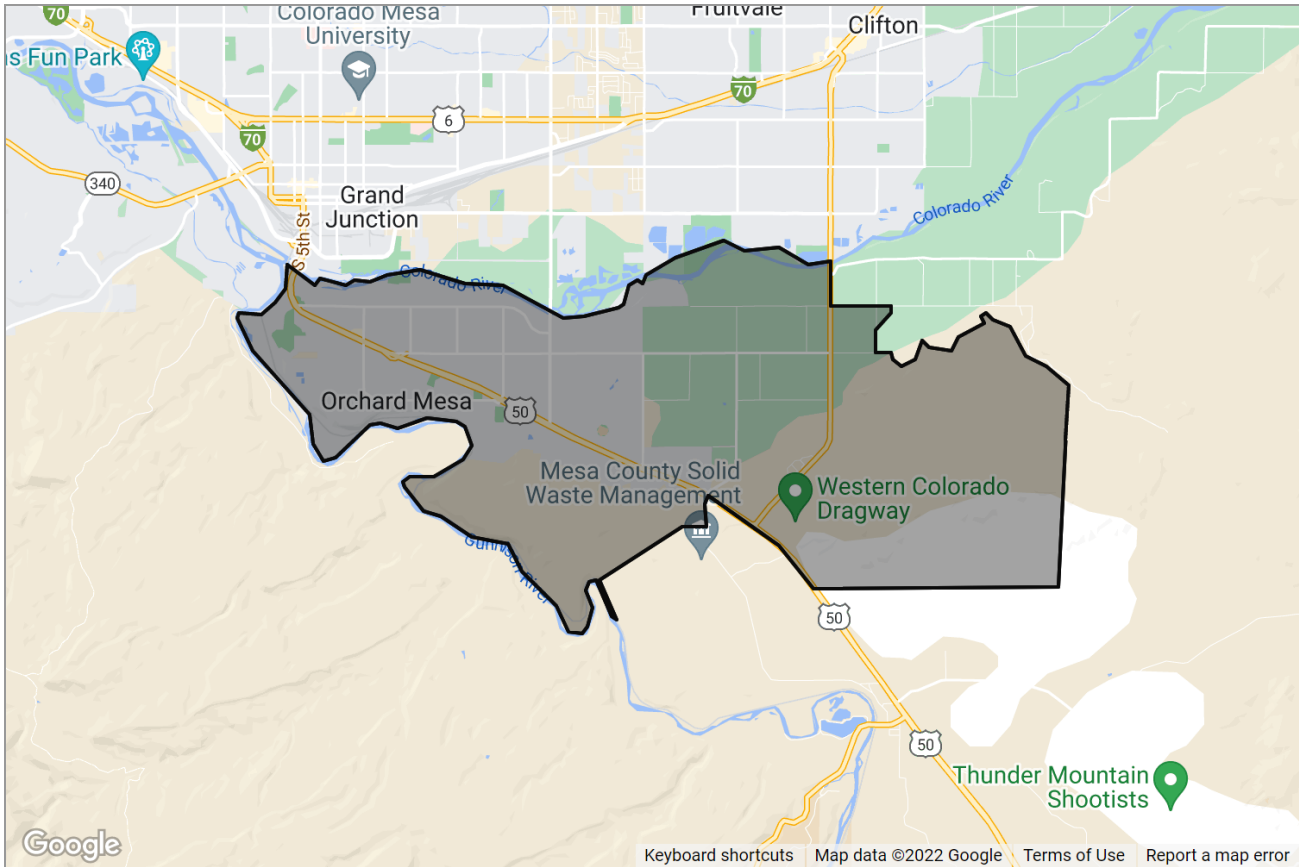 70
Colorado Mesa
University
Fruitvale
Clifton
s Fun Park
70
6
70
340
Grand
Junction
S 5th St
Colorado River
Colorado River
Orchard Mesa
50
Mesa County Solid
Waste Management
Western Colorado
Dragway
Gunnison River
50
50
Thunder Mountain
Shootists
Google
Keyboard shortcuts
Map data ©2022 Google
Terms of Use
Report a map error